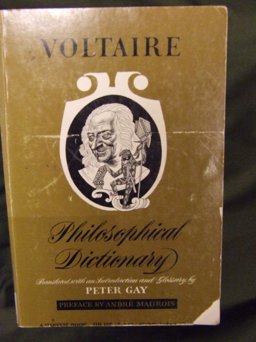 VOLTAIRE
Philosophical
Dictionary
Translated, with an Introduction and Glossary, by
PETER GAY
PREFACE BY ANDRÉ MAUROIS